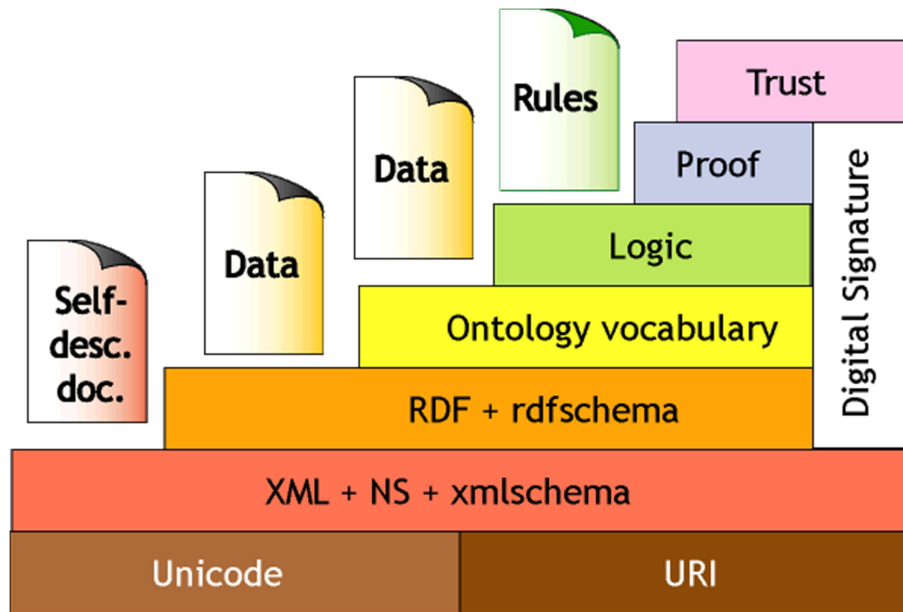 Rules
Trust
Data
Proof
Data
Logic
Self-
desc.
doc.
Ontology vocabulary
Digital Signature
RDF + rdfschema
XML + NS + xmlschema
Unicode
URI